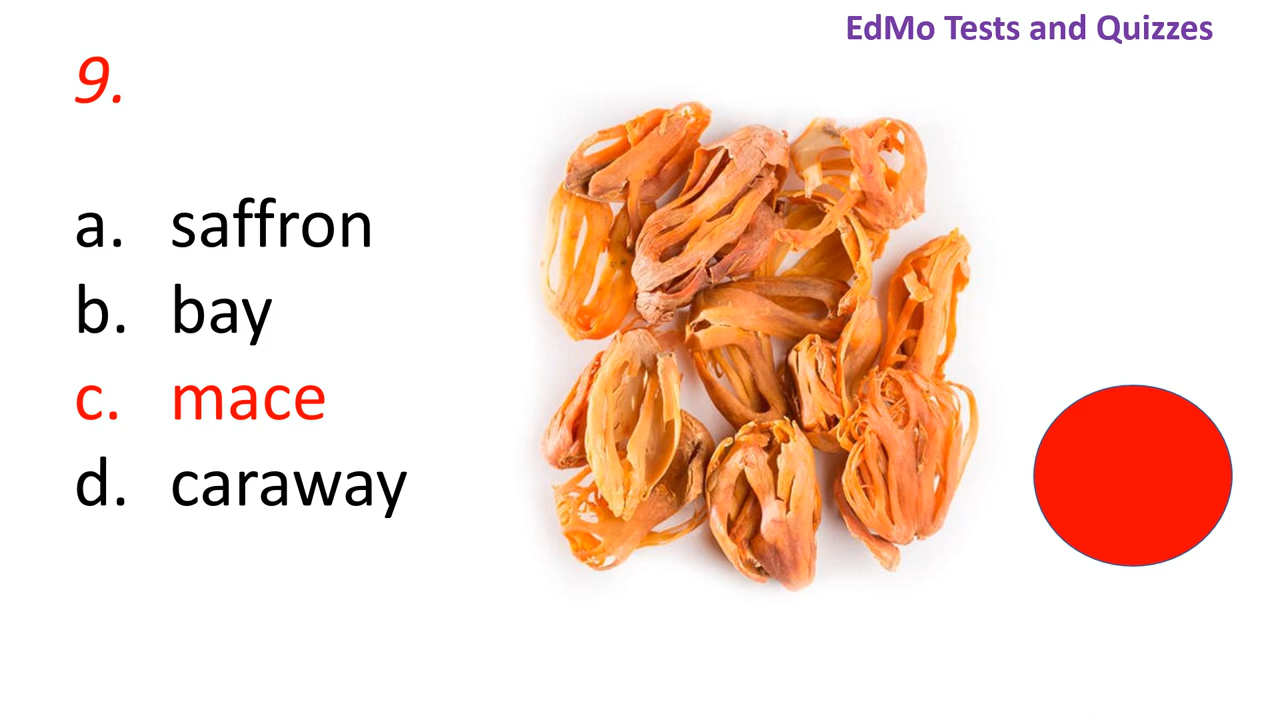 EdMo Tests and Quizzes
9.
a. saffron
b. bay
c. mace
d. caraway